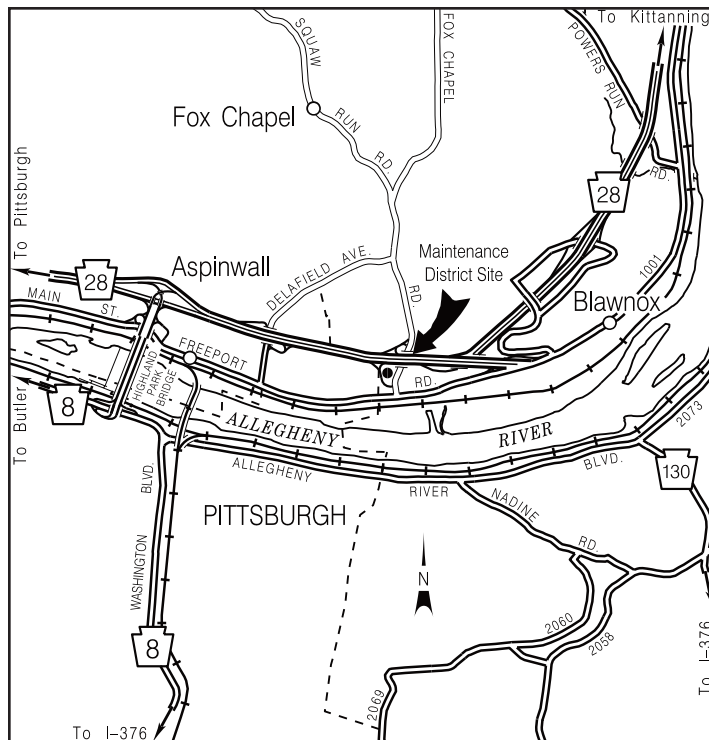 To Kittanning
SQUAW
FOX CHAPEL
POWERS RUN
Fox Chapel
RUN
RD.
RD.
28
To Pittsburgh
DELAFIELD AVE.
Maintenance
District Site
Aspinwall
RD.
28
1001
MAIN
ST.
Blawnox
FREEPORT
RD.
HIGHLAND
PARK
BRIDGE
8
To Butler
ALLEGHENY
RIVER
2073
BLVD.
ALLEGHENY
RIVER
BLVD.
130
NADINE
RD.
PITTSBURGH
WASHINGTON
N
2060
2058
8
2069
To I-376
To I-376